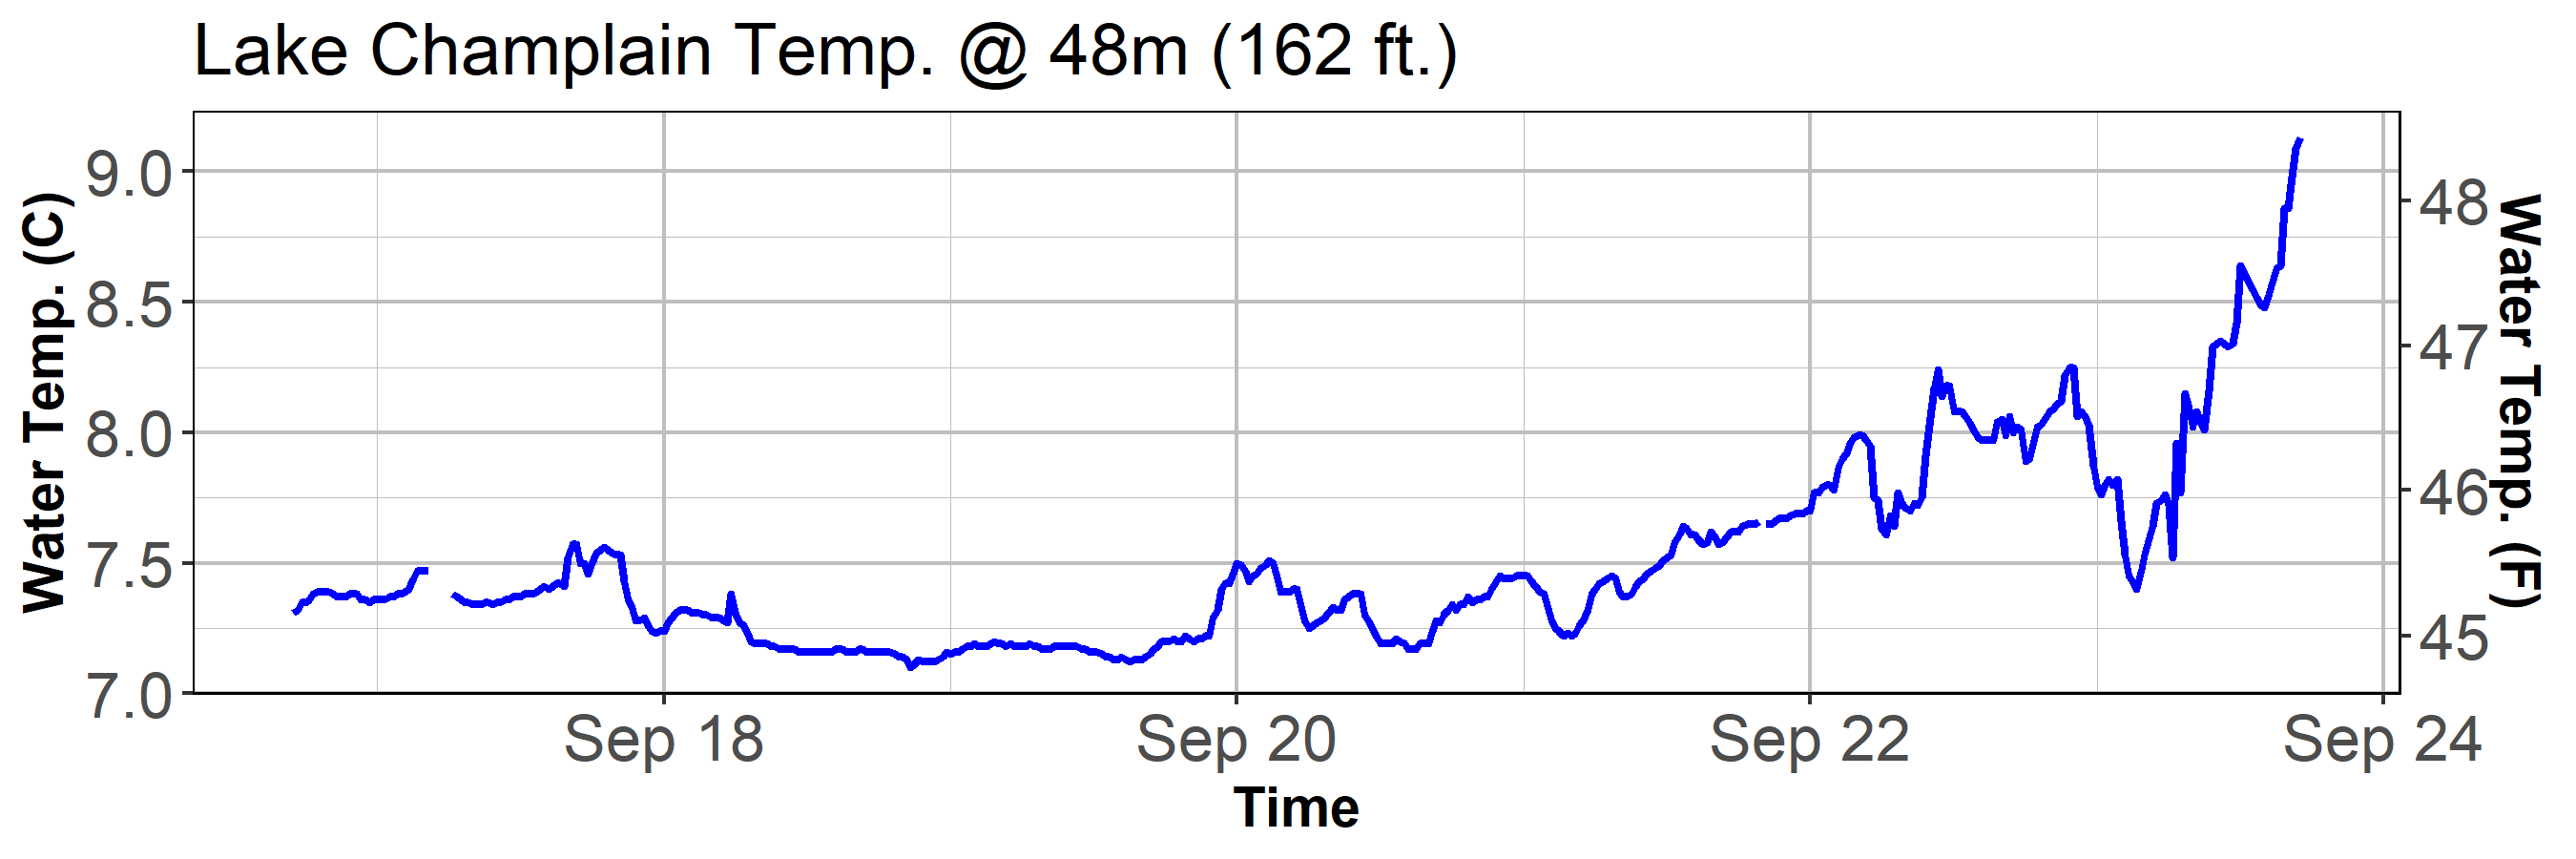 Lake Champlain Temp. @ 48m (162 ft.)
Water Temp. (C)
9.0
8.5
8.0
7.5
7.0
48
47
46
45
Water Temp. (F)
Sep 18 Sep 20 Sep 22 Sep 24
Time